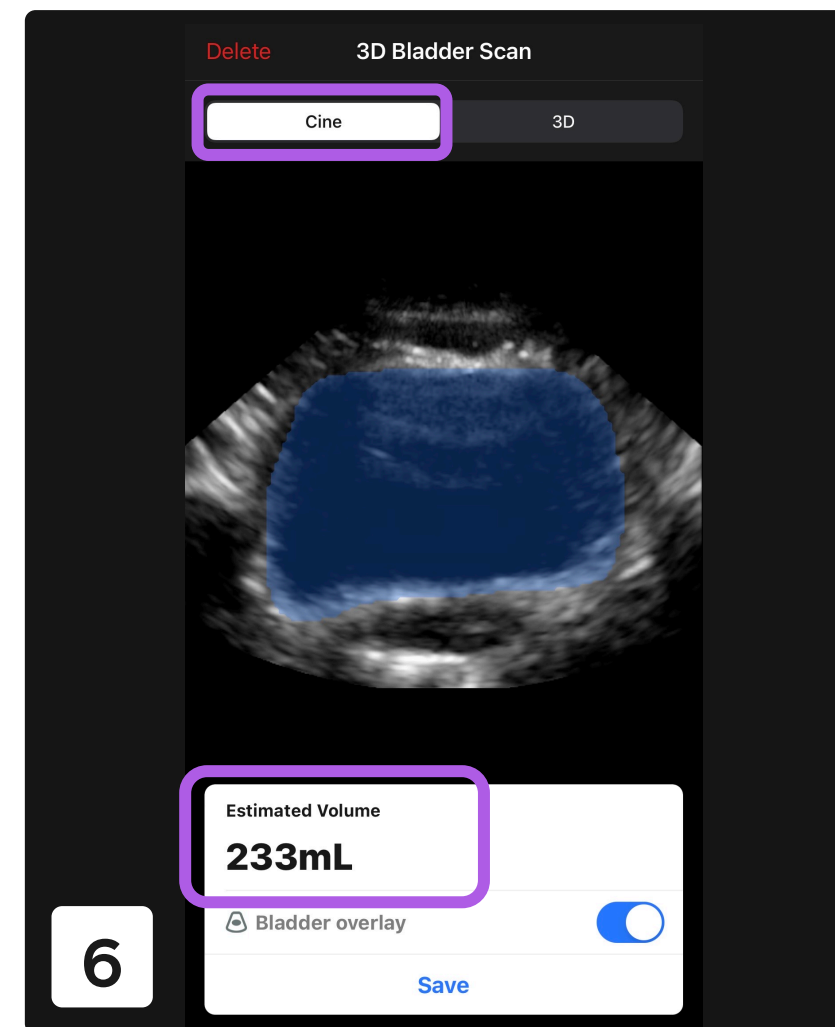 Delete 3D Bladder Scan
Cine 3D
Estimated Volume
233mL
Bladder overlay
Save
6